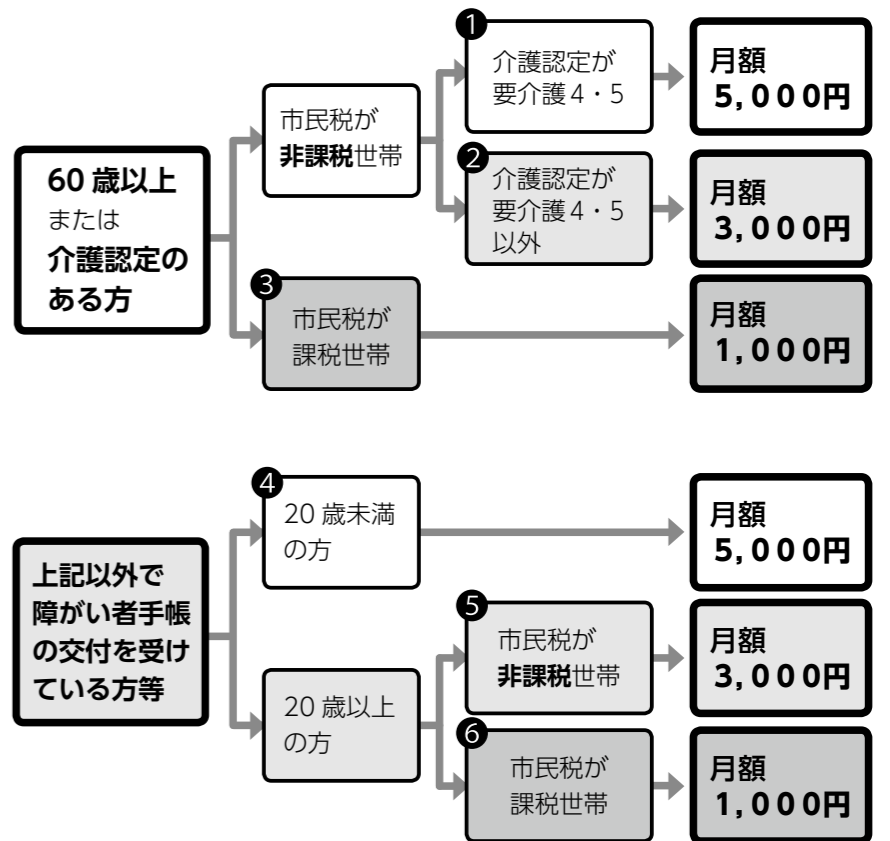 60 歳以上
または
介護認定の
ある方
市民税が
非課税世帯
❶
介護認定が
要介護4・5
月額
5,000円
❷
介護認定が
要介護4・5
以外
月額
3,000円
❸
市民税が
課税世帯
月額
1,000円
上記以外で
障がい者手帳
の交付を受け
ている方等
❹
20 歳未満
の方
月額
5,000円
20 歳以上
の方
❺
市民税が
非課税世帯
月額
3,000円
❻
市民税が
課税世帯
月額
1,000円